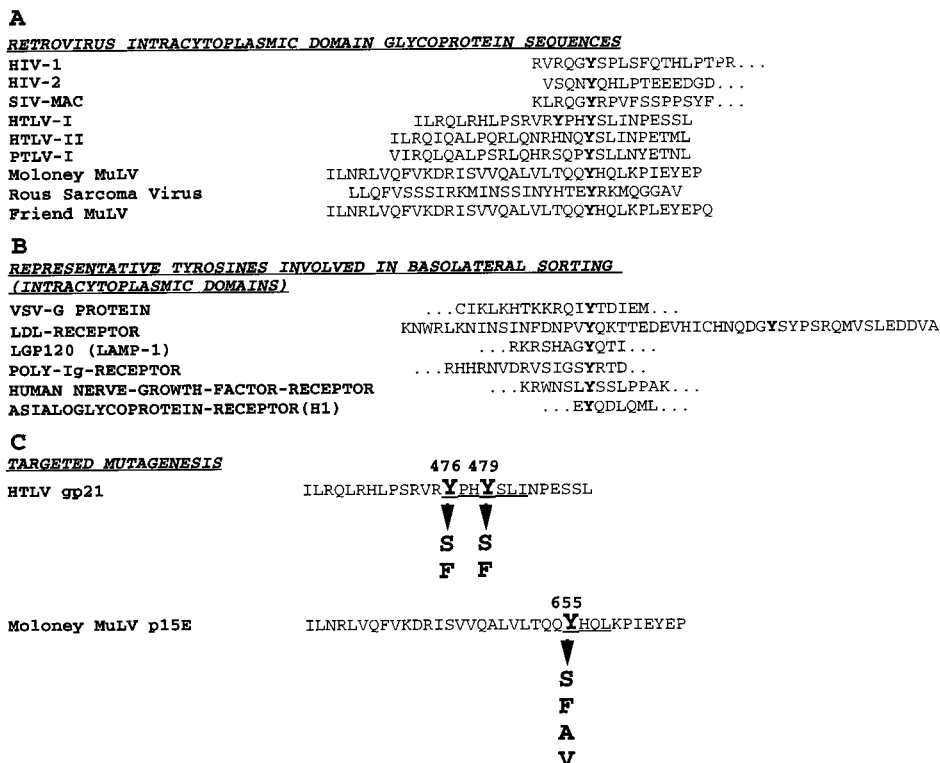 A
RETROVIRUS INTRACYTOPLASMIC DOMAIN GLYCOPROTEIN SEQUENCES
HIV-1 RVRQGYSPLSFQTHLPTPR...
HIV-2 VSQNYQHLPTEEEDGD...
SIV-MAC KLRQGYRPVFSSPPSYF...
HTLV-I ILRQLRHLPSRVRYPHYSLINPESSL
HTLV-II ILRQIQALPQRLQNRHNQYSLINPETML
PTLV-I VIRQLQALPSRLQHRSQPYSLLNYETNL
Moloney MuLV ILNRLVQFVKDRISVVQALVLTQQYHQLKPIEYEP
Rous Sarcoma Virus LLQFVSSSIRKMINSSINYHTEYRKMQGGAV
Friend MuLV ILNRLVQFVKDRISVVQALVLTQQYHQLKPLEYEPQ
B
REPRESENTATIVE TYROSINES INVOLVED IN BASOLATERAL SORTING
(INTRACYTOPLASMIC DOMAINS)
VSV-G PROTEIN ...CIKLKHTKKRQIYTDIEM...
LDL-RECEPTOR KNWRLKNINSINFDNPVYQKTTEDEVHICHNQDGYSYPSRQMVSLEDDVA
LGP120 (LAMP-1) ...RKRSHAGYQTI...
POLY-Ig-RECEPTOR ...RHHRNVDRVSIGSYRTD..
HUMAN NERVE-GROWTH-FACTOR-RECEPTOR ...KRWNSLYSSLPPAK...
ASIALOGLYCOPROTEIN-RECEPTOR(H1) ...EYQDLQML...
C
TARGETED MUTAGENESIS
476 479
HTLV gp21 ILRQLRHLPSRVRYPHYSLINPESSL
S S
F F
655
Moloney MuLV p15E ILNRLVQFVKDRISVVQALVLTQQYHQLKPIEYEP
S
F
A
V